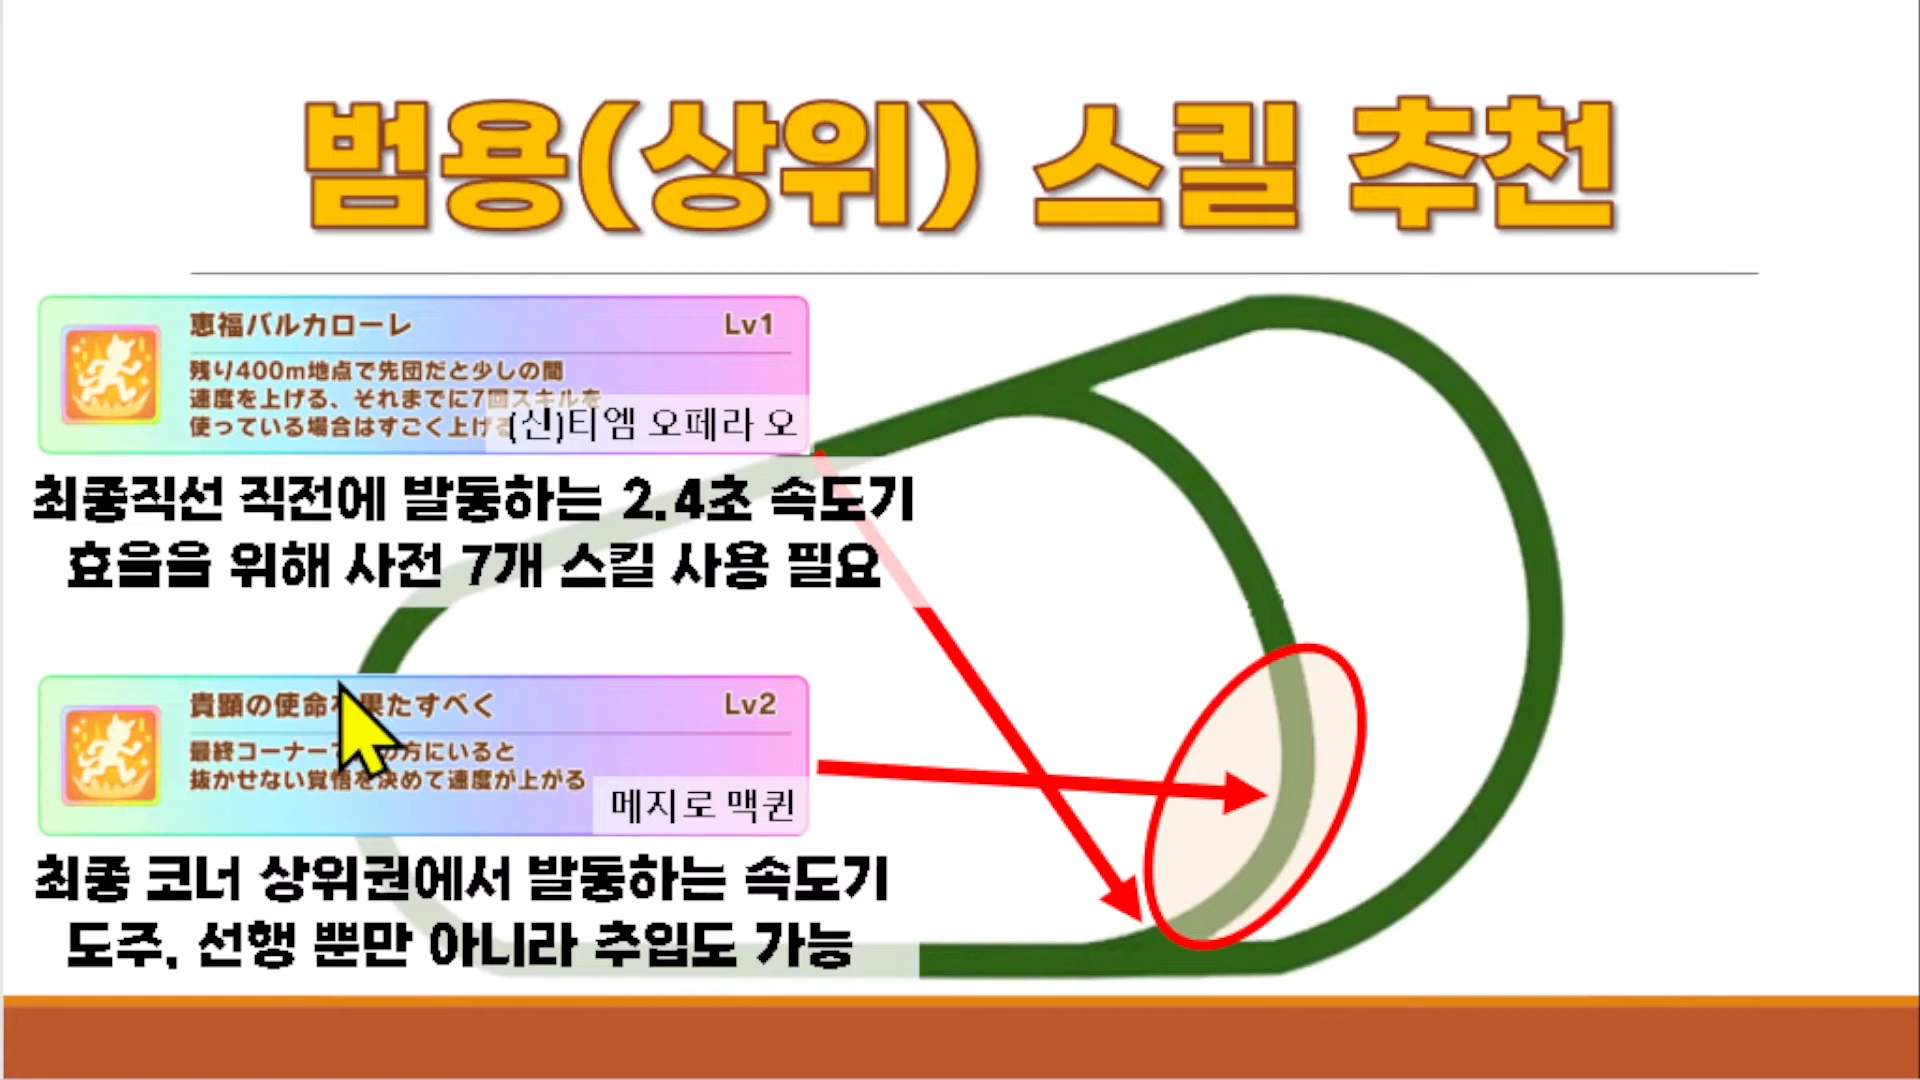 범용(상위) 스킬 추천
恵福バルカローレ Lv1
残り400m地点で先団だと少しの間
速度を上げる、それまでに7回スキルを
使っている場合はすごく上げる
(신)티엠 오페라 오
최종직선 직전에 발동하는 2.4초 속도기
효율을 위해 사전 7개 스킬 사용 필요
貴顕の使命 果たすべく Lv2
最終コーナー 方にいると
抜かせない覚悟を決めて速度が上がる
메지로 맥퀸
최종 코너 상위권에서 발동하는 속도기
도주, 선행 뿐만 아니라 추입도 가능